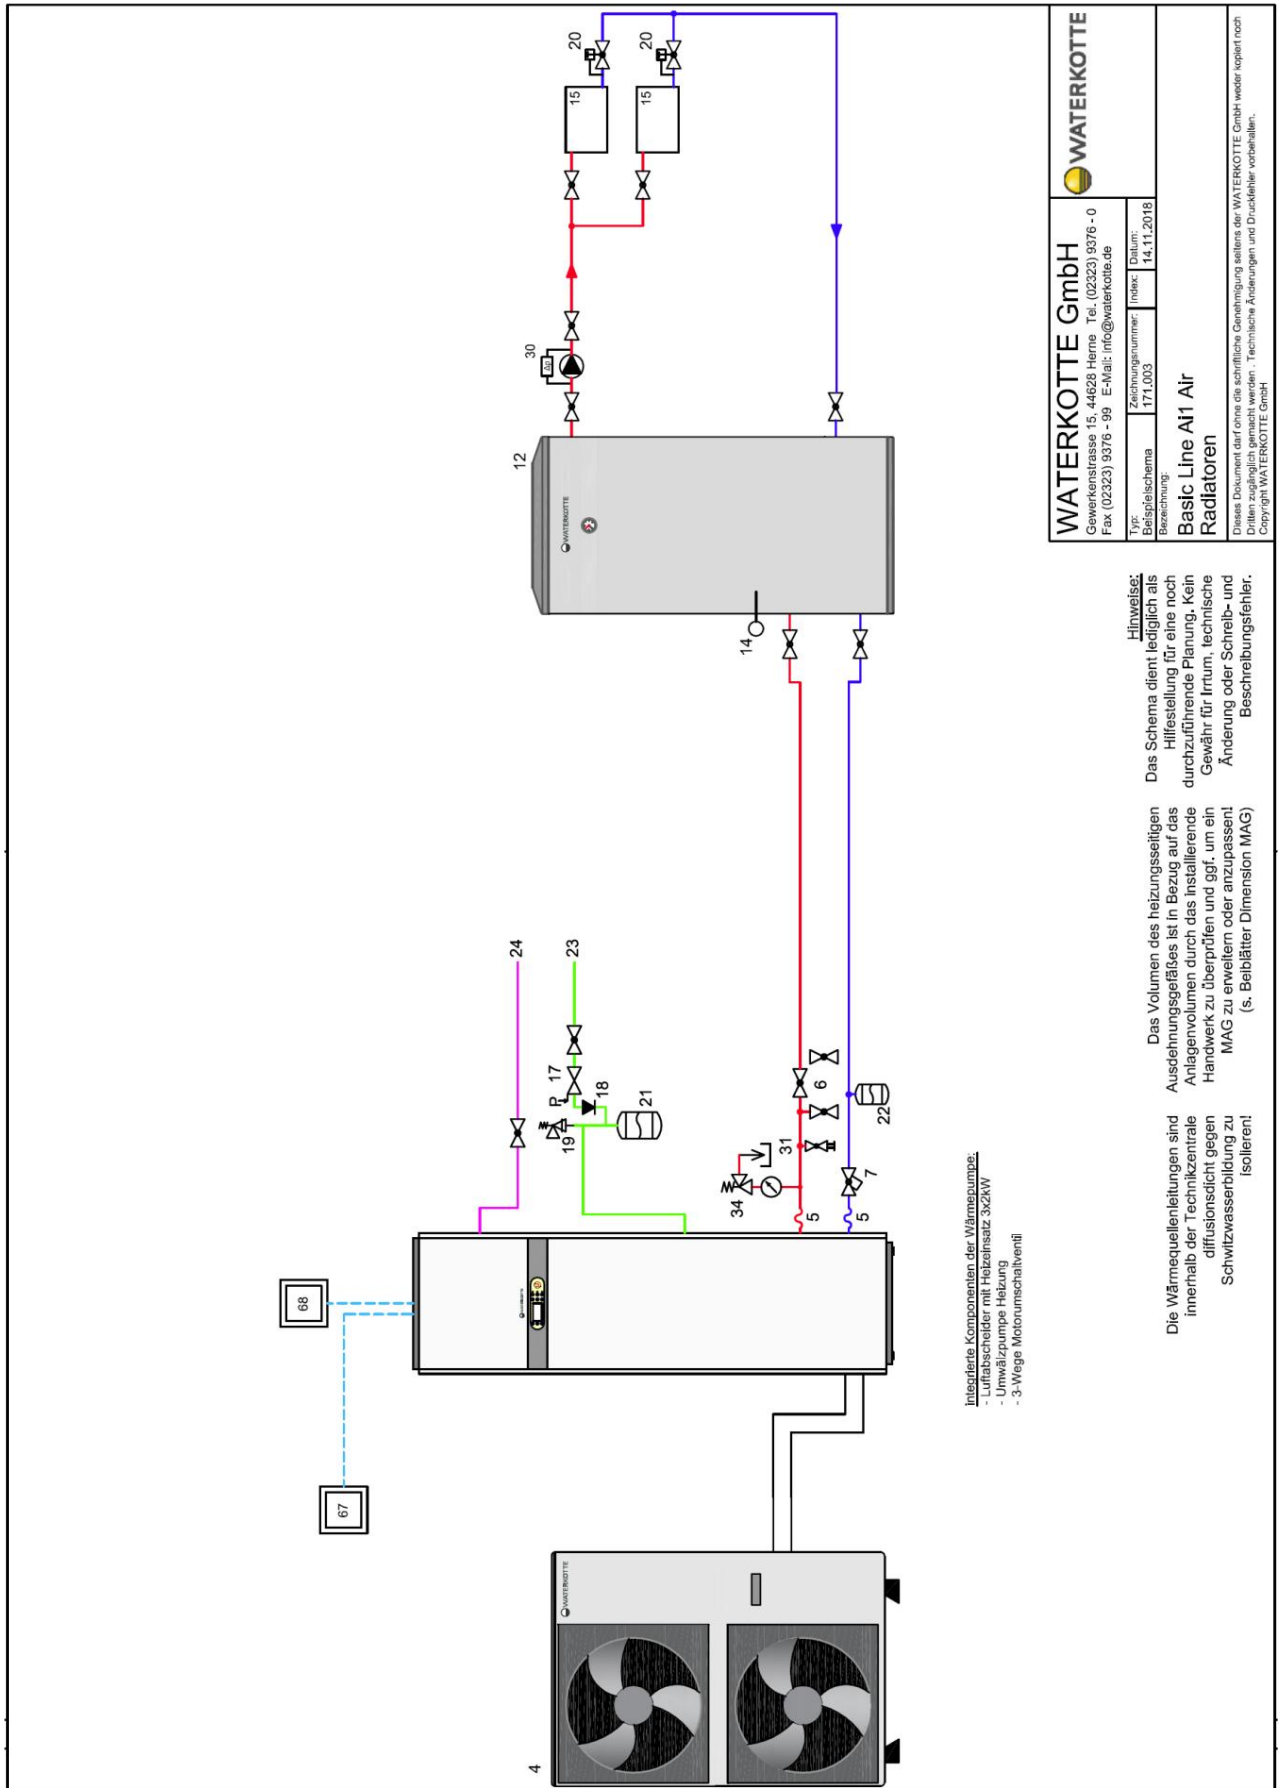 67
68
4
WATERKOTTE
24
23
17
P
18
19
21
34
31
6
5
5
7
22
12
WATERKOTTE
14
30
Δp
20
20
15
15
integrierte Komponenten der Wärmepumpe:
- Luftabscheider mit Heizeinsatz 3x2kW
- Umwälzpumpe Heizung
- 3-Wege Motorumschaltventil
Die Wärmequellenleitungen sind
innerhalb der Technikzentrale
diffusionsdicht gegen
Schwitzwasserbildung zu
isolieren!
Das Volumen des heizungsseitigen
Ausdehnungsgefäßes ist in Bezug auf das
Anlagenvolumen durch das installierende
Handwerk zu überprüfen und ggf. um ein
MAG zu erweitern oder anzupassen!
(s. Beiblätter Dimension MAG)
Hinweise:
Das Schema dient lediglich als
Hilfestellung für eine noch
durchzuführende Planung. Kein
Gewähr für Irrtum, technische
Änderung oder Schreib- und
Beschreibungsfehler.
WATERKOTTE GmbH
Gewerkenstrasse 15, 44628 Herne Tel. (02323) 9376 - 0
Fax (02323) 9376 - 99 E-Mail: info@waterkotte.de
WATERKOTTE
Typ:
Beispielschema
Zeichnungsnummer:
171.003
Index:
Datum:
14.11.2018
Bezeichnung:
Basic Line Ai1 Air
Radiatoren
Dieses Dokument darf ohne die schriftliche Genehmigung seitens der WATERKOTTE GmbH weder kopiert noch
Dritten zugänglich gemacht werden . Technische Änderungen und Druckfehler vorbehalten.
Copyright WATERKOTTE GmbH